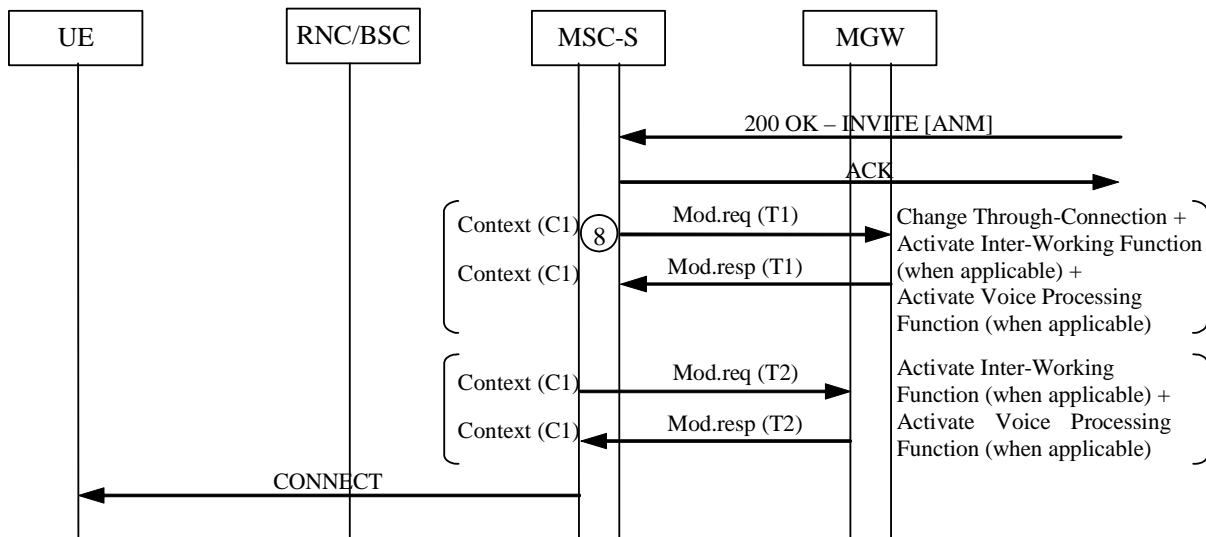 UE
RNC/BSC
MSC-S
MGW
200 OK – INVITE [ANM]
ACK
Context (C1)
8
Mod.req (T1)
Change Through-Connection +
Activate Inter-Working Function
(when applicable) +
Activate Voice Processing
Function (when applicable)
Context (C1)
Mod.resp (T1)
Context (C1)
Mod.req (T2)
Activate Inter-Working
Function (when applicable) +
Activate Voice Processing
Function (when applicable)
Context (C1)
Mod.resp (T2)
CONNECT